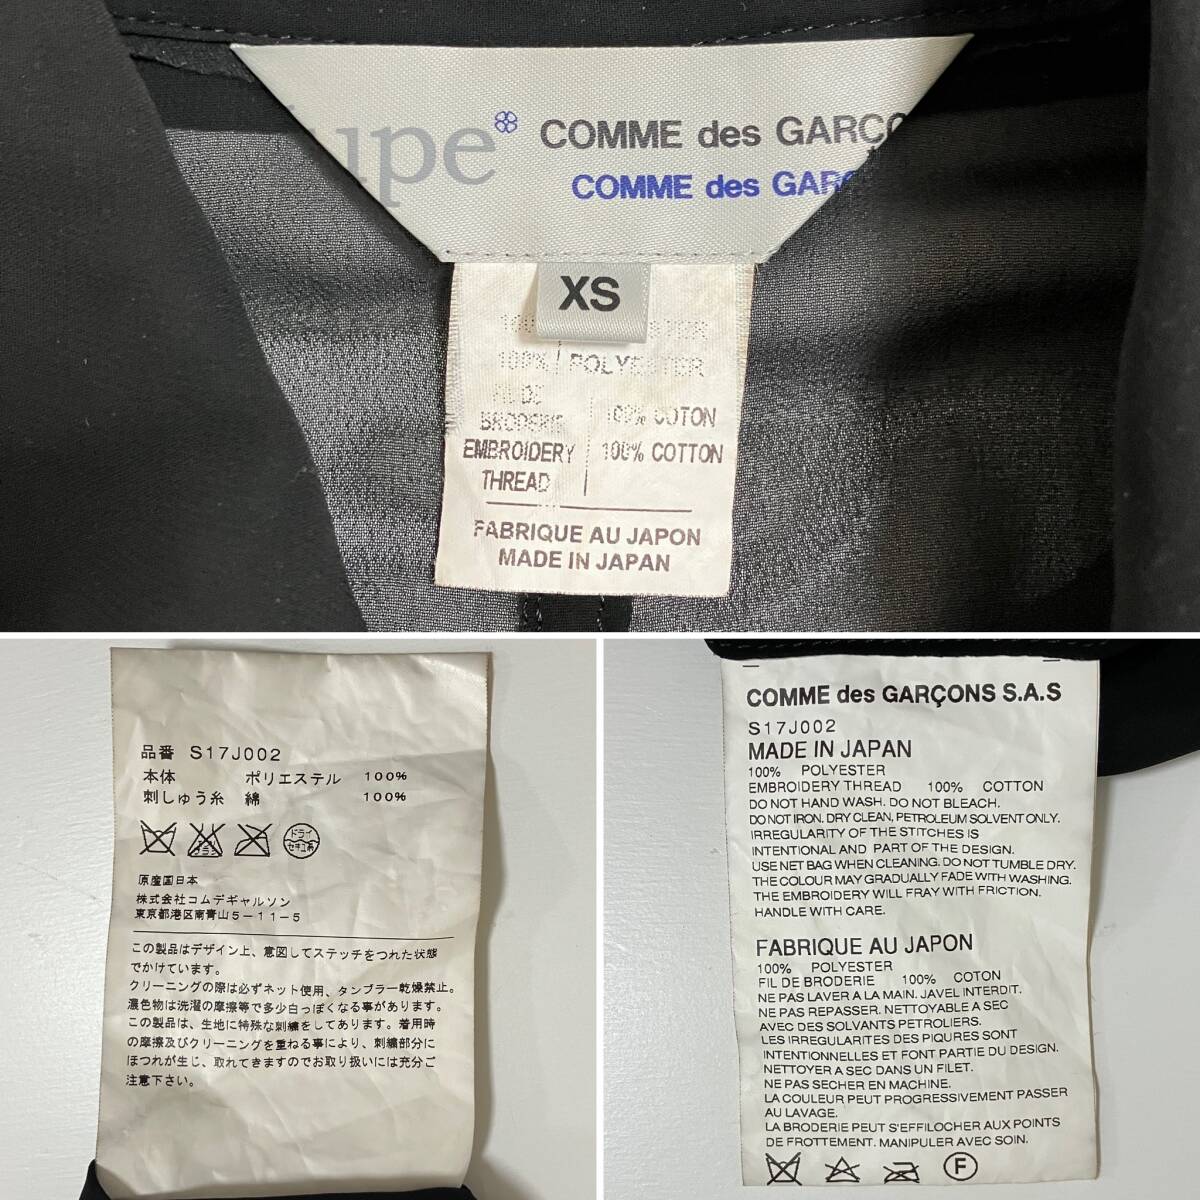 upe COMME des GARÇO
COMME des GAR
XS
100% POLYESTER
BRODERIE 100% COTON
EMBROIDERY 100% COTTON
THREAD
FABRIQUE AU JAPON
MADE IN JAPAN
品番 S17J002
本体 ポリエステル 100%
刺しゅう糸 綿 100%
ドライ
セキユ系
原産国日本
株式会社コムデギャルソン
東京都港区南青山5-11-5
この製品はデザイン上、意図してステッチをつれた状態
でかけています。
クリーニングの際は必ずネット使用、タンブラー乾燥禁止。
濃色物は洗濯の摩擦等で多少白っぽくなる事があります。
この製品は、生地に特殊な刺繍をしてあります。着用時
の摩擦及びクリーニングを重ねる事により、刺繍部分に
ほつれが生じ、取れてきますのでお取り扱いには充分ご
注意下さい。
COMME des GARÇONS S.A.S
S17J002
MADE IN JAPAN
100% POLYESTER
EMBROIDERY THREAD 100% COTTON
DO NOT HAND WASH. DO NOT BLEACH.
DO NOT IRON. DRY CLEAN, PETROLEUM SOLVENT ONLY.
IRREGULARITY OF THE STITCHES IS
INTENTIONAL AND PART OF THE DESIGN.
USE NET BAG WHEN CLEANING. DO NOT TUMBLE DRY.
THE COLOUR MAY GRADUALLY FADE WITH WASHING.
THE EMBROIDERY WILL FRAY WITH FRICTION.
HANDLE WITH CARE.
FABRIQUE AU JAPON
100% POLYESTER
FIL DE BRODERIE 100% COTON
NE PAS LAVER A LA MAIN. JAVEL INTERDIT.
NE PAS REPASSER. NETTOYABLE A SEC
AVEC DES SOLVANTS PETROLIERS.
LES IRREGULARITES DES PIQURES SONT
INTENTIONNELLES ET FONT PARTIE DU DESIGN.
NETTOYER A SEC DANS UN FILET.
NE PAS SECHER EN MACHINE.
LA COULEUR PEUT PROGRESSIVEMENT PASSER
AU LAVAGE.
LA BRODERIE PEUT S'EFFILOCHER AUX POINTS
DE FROTTEMENT. MANIPULER AVEC SOIN.
F